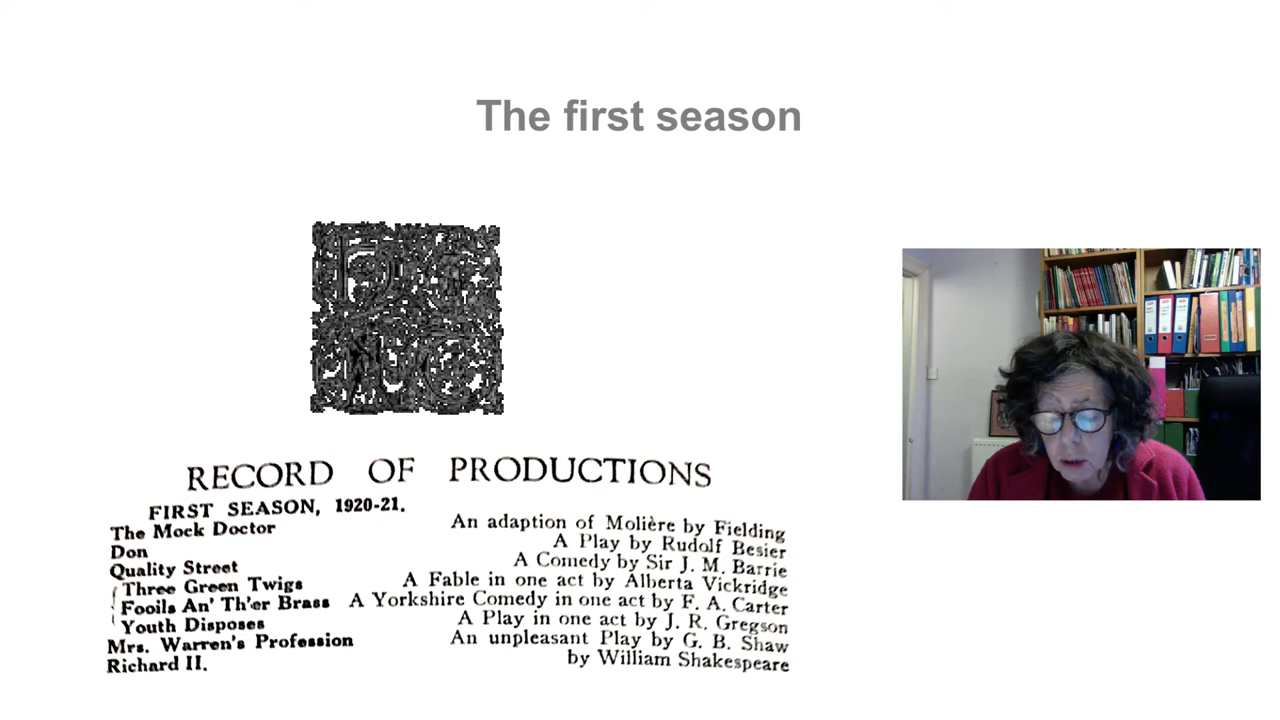 The first season
RECORD OF PRODUCTIONS
FIRST SEASON, 1920-21.
The Mock Doctor An adaption of Molière by Fielding
Don A Play by Rudolf Besier
Quality Street A Comedy by Sir J. M. Barrie
Three Green Twigs A Fable in one act by Alberta Vickridge
Fooils An' Th'er Brass A Yorkshire Comedy in one act by F. A. Carter
Youth Disposes A Play in one act by J. R. Gregson
Mrs. Warren's Profession An unpleasant Play by G. B. Shaw
Richard II. by William Shakespeare